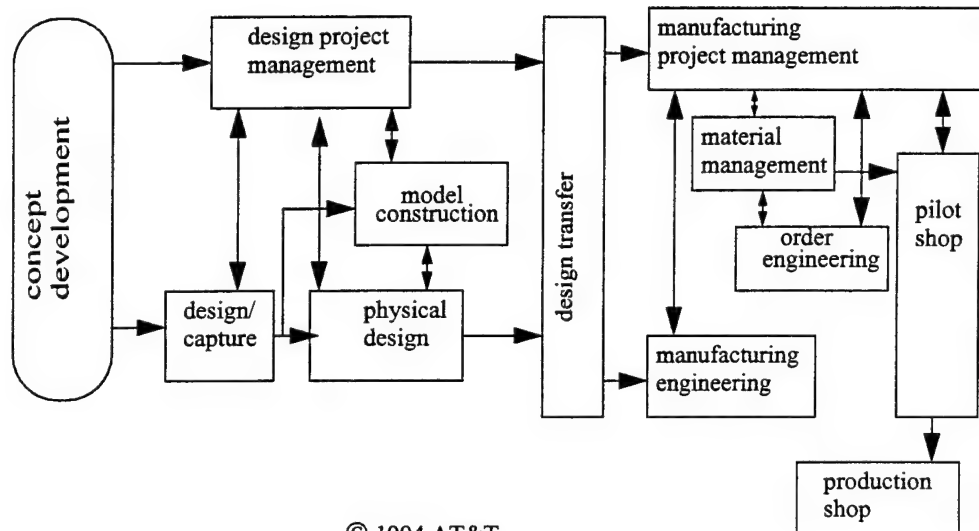 concept
development
design project
management
model
construction
design/
capture
physical
design
design transfer
manufacturing
project management
material
management
order
engineering
pilot
shop
manufacturing
engineering
production
shop
© 1994 AT&T